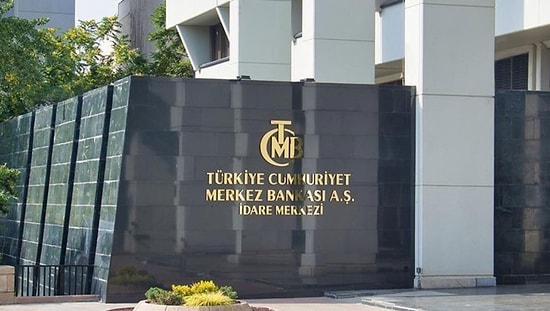 TCMB
TÜRKİYE CUMHURİYET
MERKEZ BANKASI A.Ş.
İDARE MERKEZİ